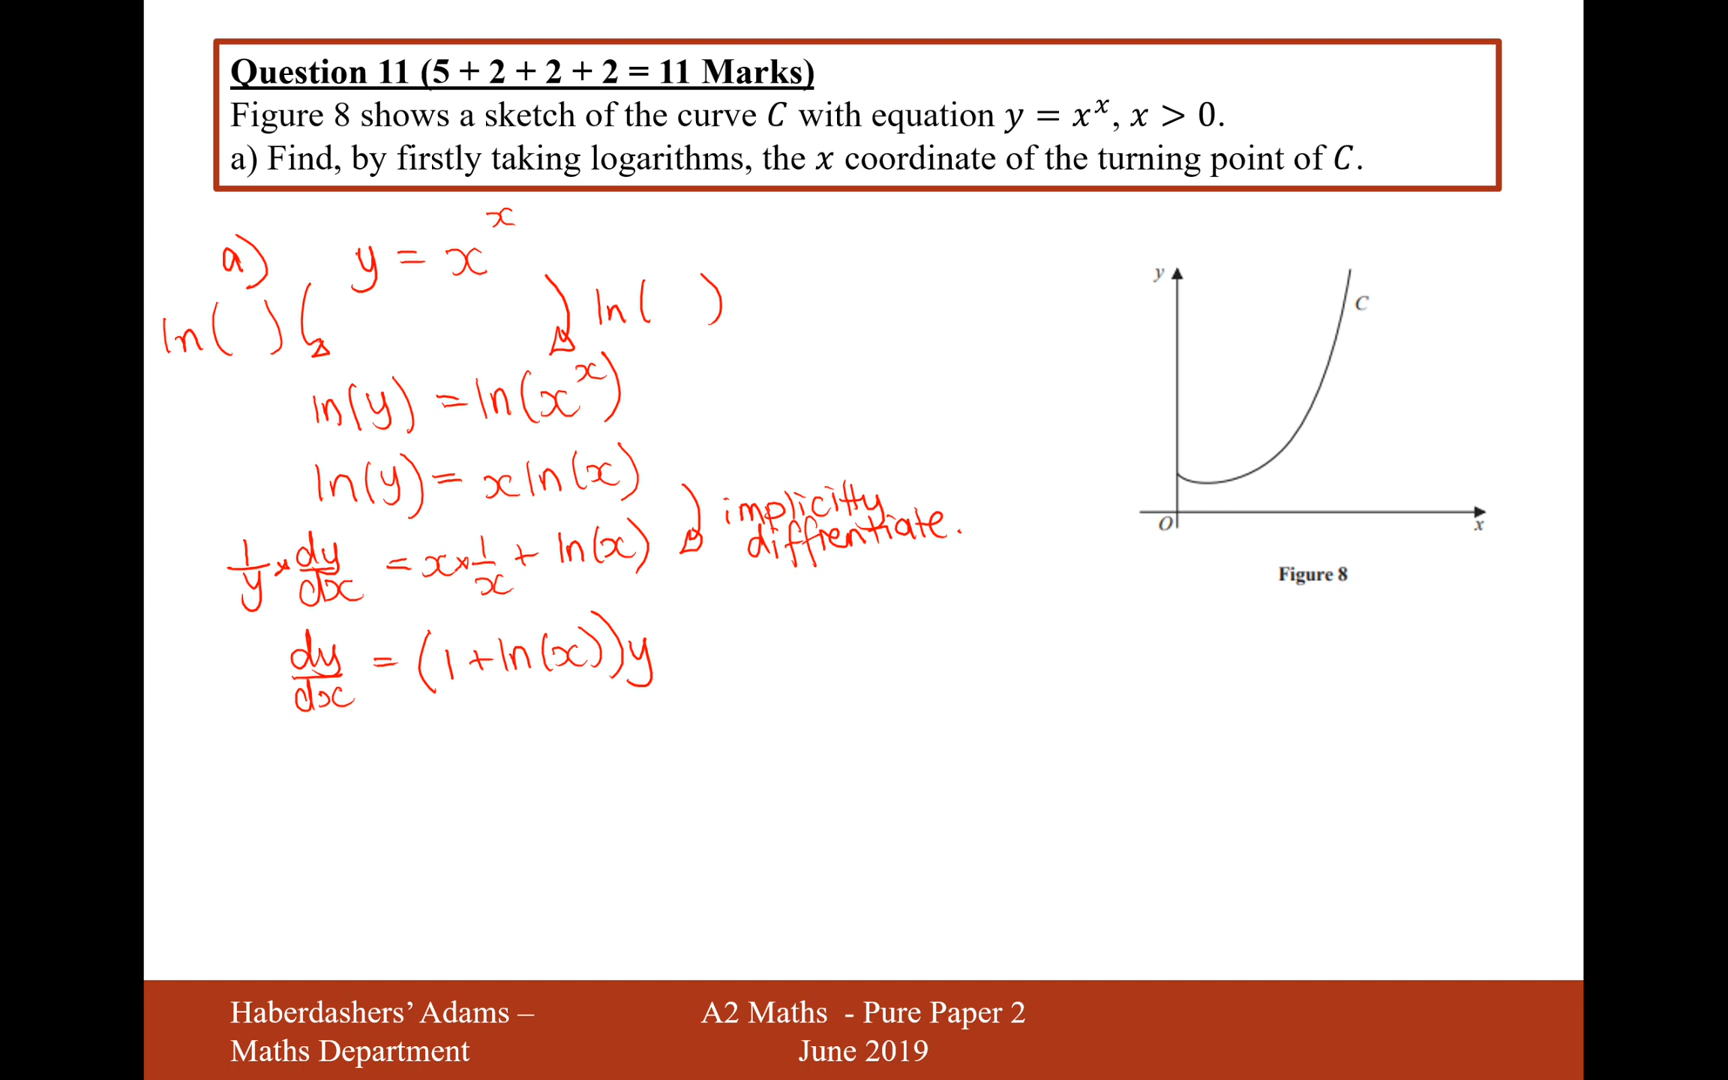 Question 11 (5 + 2 + 2 + 2 = 11 Marks)
Figure 8 shows a sketch of the curve C with equation y = x^x, x > 0.
a) Find, by firstly taking logarithms, the x coordinate of the turning point of C.
a) y = x^x
ln( ) ln( )
ln(y) = ln(x^x)
ln(y) = x ln(x)
implicitly
diffrentiate.
1/y × dy/dx = x × 1/x + ln(x)
dy/dx = (1 + ln(x))y
y
C
O
x
Figure 8
Haberdashers' Adams –
Maths Department
A2 Maths - Pure Paper 2
June 2019